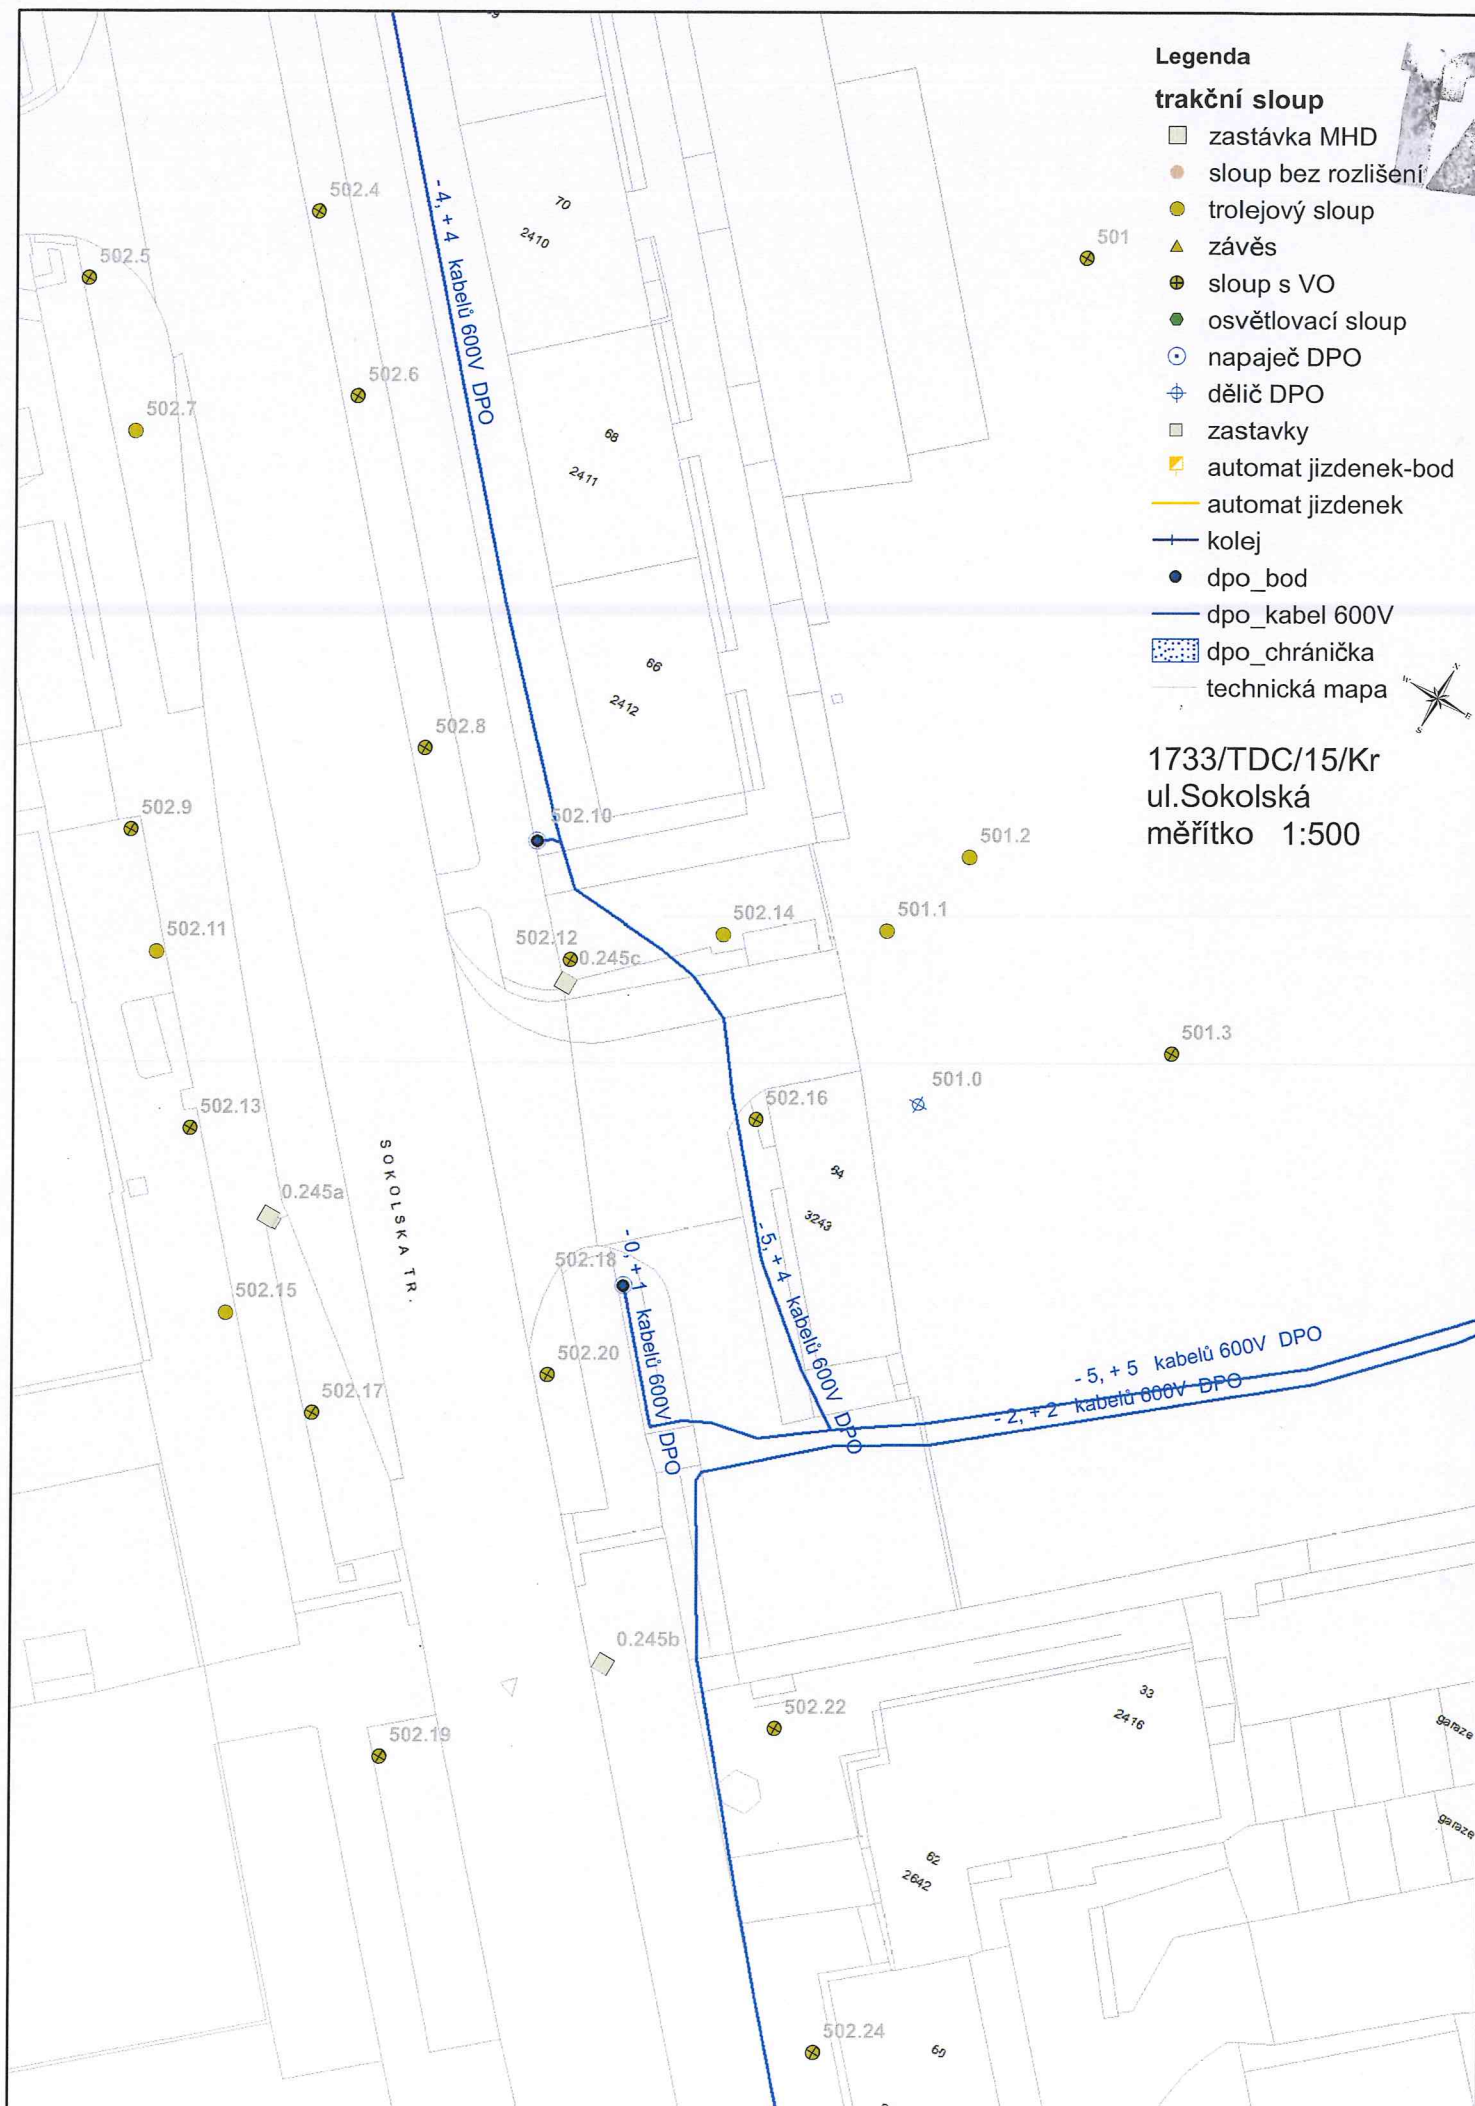 Legenda
trakční sloup
zastávka MHD
sloup bez rozlišení
trolejový sloup
závěs
sloup s VO
osvětlovací sloup
napaječ DPO
dělič DPO
zastavky
automat jizdenek-bod
automat jizdenek
kolej
dpo_bod
dpo_kabel 600V
dpo_chránička
technická mapa
N
W
E
S
1733/TDC/15/Kr
ul.Sokolská
měřítko 1:500
502.4
70
2410
501
502.5
- 4, + 4 kabelů 600V DPO
502.6
502.7
68
2411
66
2412
502.8
502.9
502.10
501.2
502.14
501.1
502.11
502.12
0.245c
501.3
501.0
502.16
502.13
64
3243
SOKOLSKA TR.
0.245a
- 0, + 1 kabelů 600V DPO
- 5, + 4 kabelů 600V DPO
502.18
502.15
- 5, + 5 kabelů 600V DPO
502.20
- 2, + 2 kabelů 600V DPO
502.17
0.245b
33
2416
502.22
garaze
502.19
garaze
62
2642
502.24
60